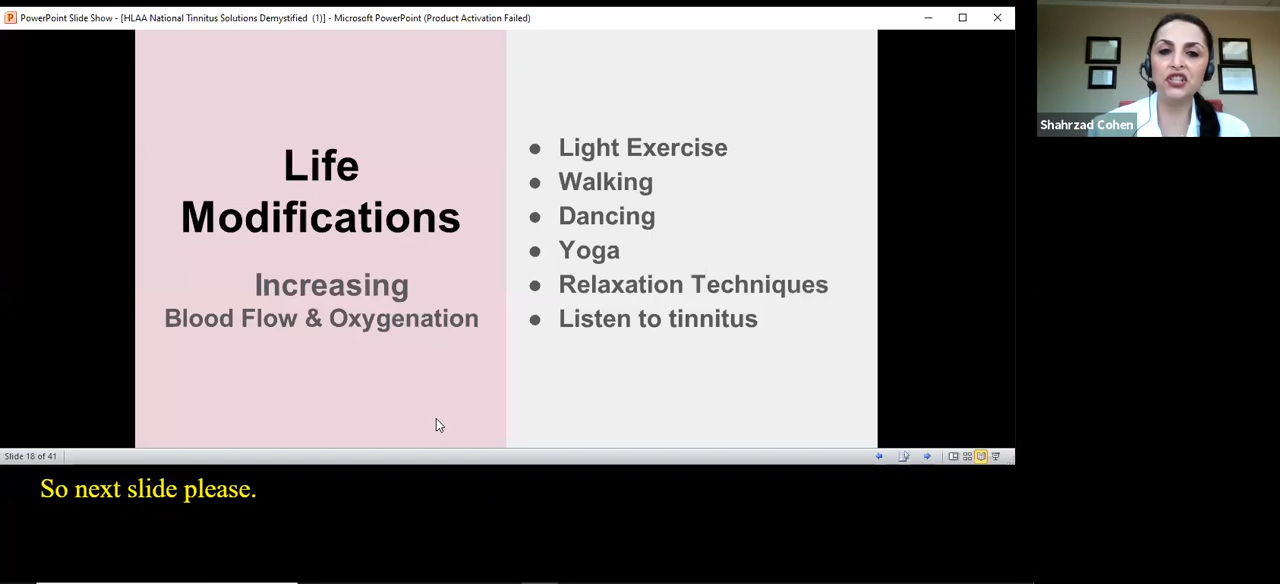 PowerPoint Slide Show - [HLAA National Tinnitus Solutions Demystified (1)] - Microsoft PowerPoint (Product Activation Failed)
Shahrzad Cohen
Life
Modifications
Increasing
Blood Flow & Oxygenation
● Light Exercise
● Walking
● Dancing
● Yoga
● Relaxation Techniques
● Listen to tinnitus
Slide 18 of 41
So next slide please.